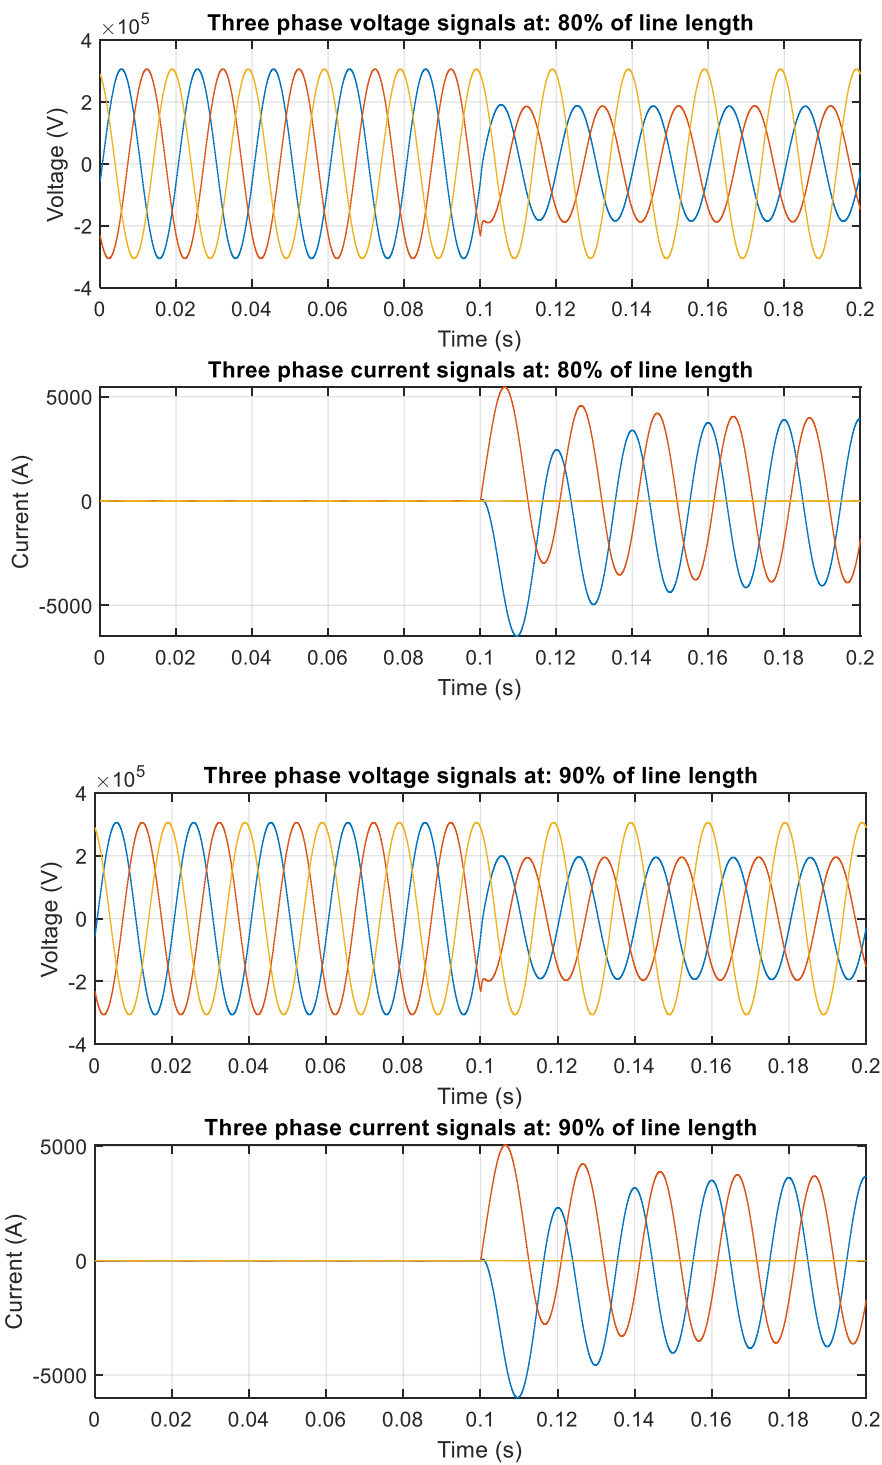 Three phase voltage signals at: 80% of line length
×10⁵
4
2
0
-2
-4
Voltage (V)
0 0.02 0.04 0.06 0.08 0.1 0.12 0.14 0.16 0.18 0.2
Time (s)
Three phase current signals at: 80% of line length
5000
0
-5000
Current (A)
0 0.02 0.04 0.06 0.08 0.1 0.12 0.14 0.16 0.18 0.2
Time (s)
Three phase voltage signals at: 90% of line length
×10⁵
4
2
0
-2
-4
Voltage (V)
0 0.02 0.04 0.06 0.08 0.1 0.12 0.14 0.16 0.18 0.2
Time (s)
Three phase current signals at: 90% of line length
5000
0
-5000
Current (A)
0 0.02 0.04 0.06 0.08 0.1 0.12 0.14 0.16 0.18 0.2
Time (s)